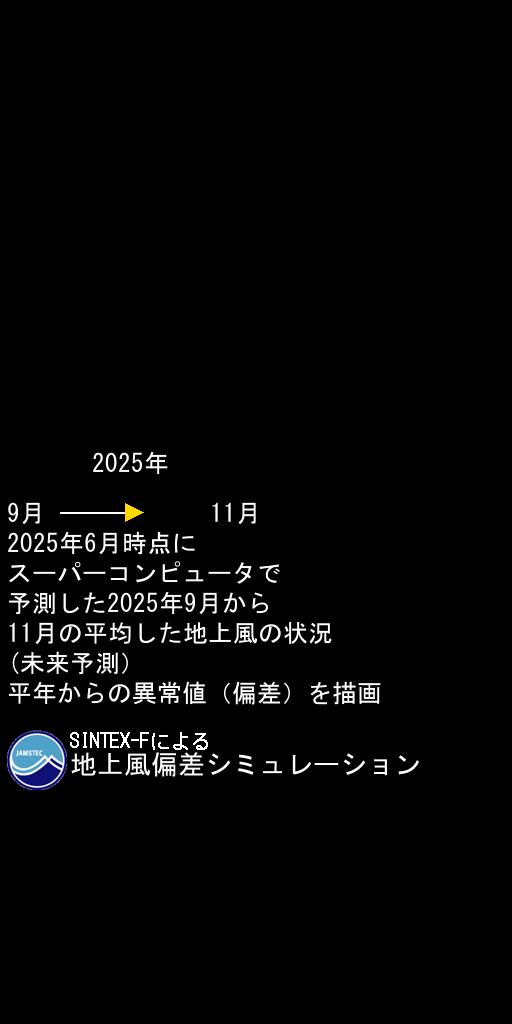 2025年
9月 11月
2025年6月時点に
スーパーコンピュータで
予測した2025年9月から
11月の平均した地上風の状況
(未来予測)
平年からの異常値(偏差)を描画
SINTEX-Fによる
JAMSTEC
地上風偏差シミュレーション